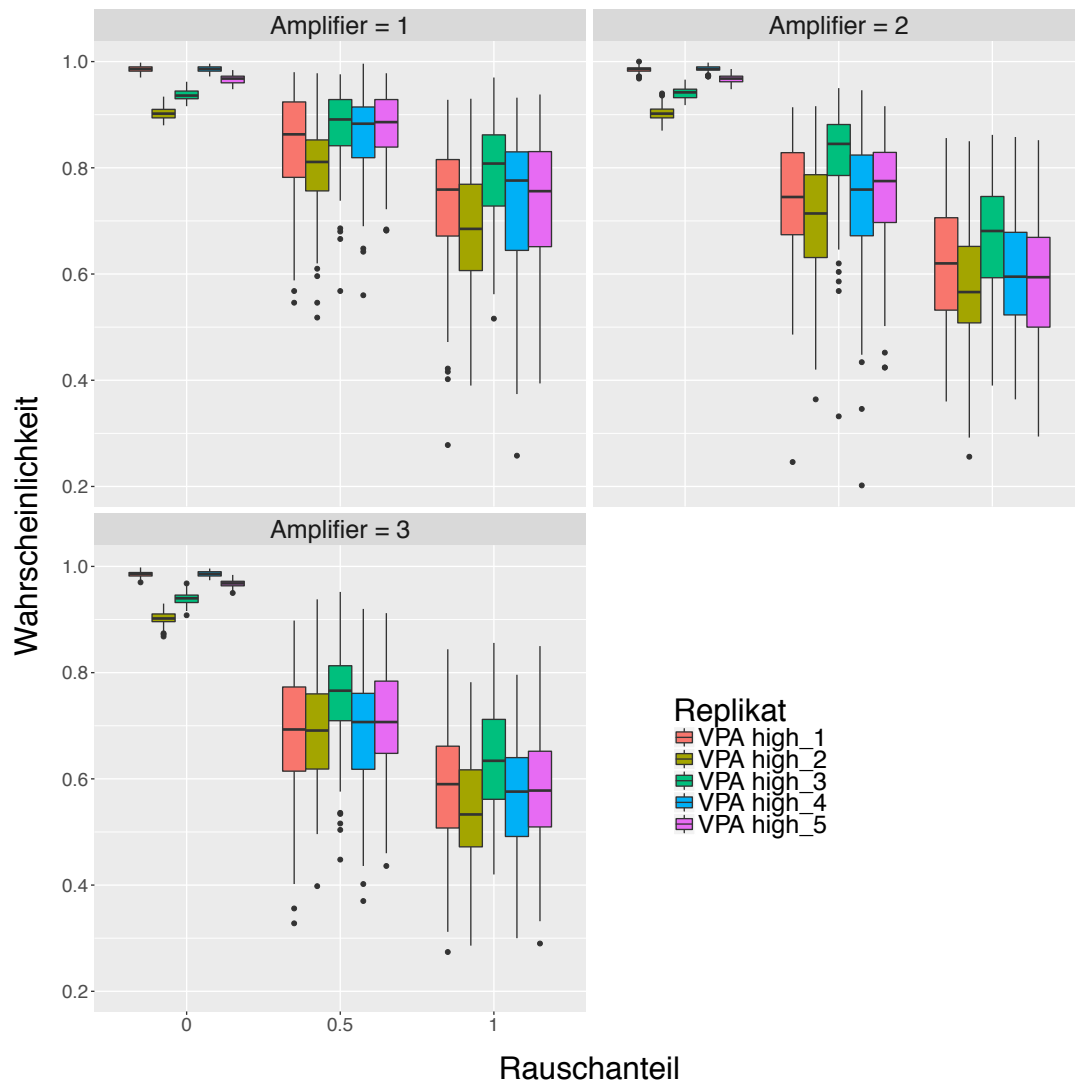 Amplifier = 1
Amplifier = 2
1.0
0.8
0.6
0.4
0.2
Amplifier = 3
1.0
0.8
0.6
0.4
0.2
0
0.5
1
Wahrscheinlichkeit
Rauschanteil
Replikat
VPA high_1
VPA high_2
VPA high_3
VPA high_4
VPA high_5